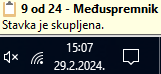 9 od 24 - Međuspremnik
Stavka je skupljena.
15:07
29.2.2024.